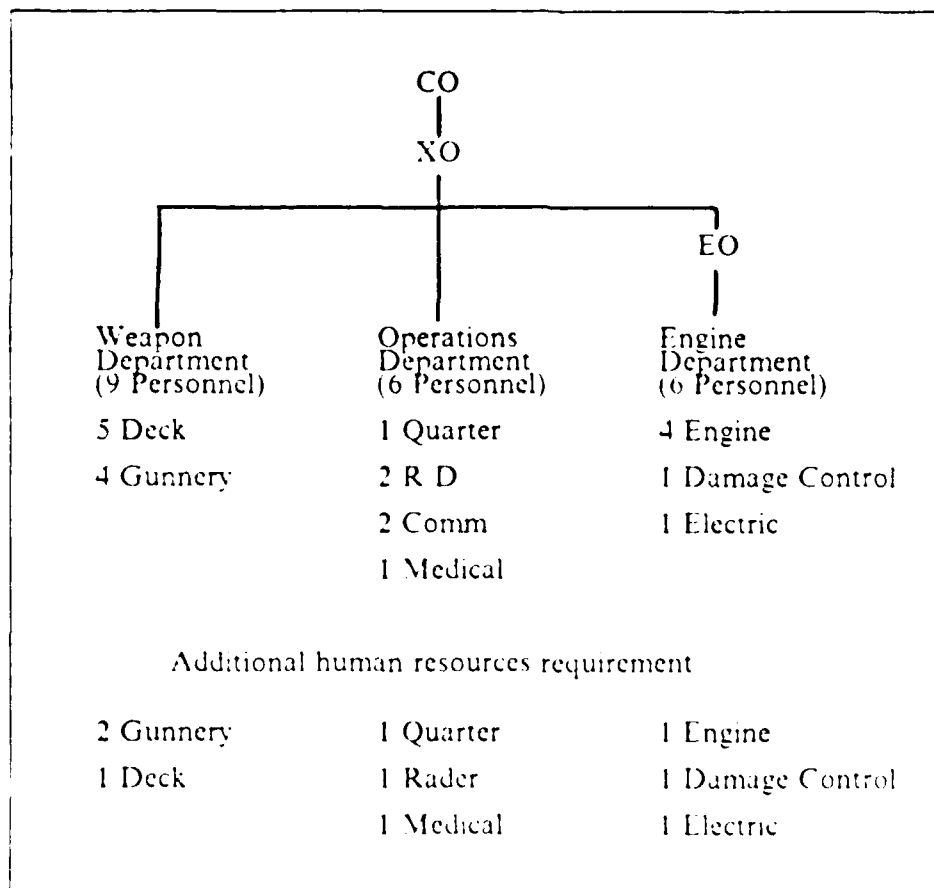 CO
XO
EO
Weapon
Department
(9 Personnel)
5 Deck
4 Gunnery
Operations
Department
(6 Personnel)
1 Quarter
2 R D
2 Comm
1 Medical
Engine
Department
(6 Personnel)
4 Engine
1 Damage Control
1 Electric
Additional human resources requirement
2 Gunnery
1 Deck
1 Quarter
1 Rader
1 Medical
1 Engine
1 Damage Control
1 Electric